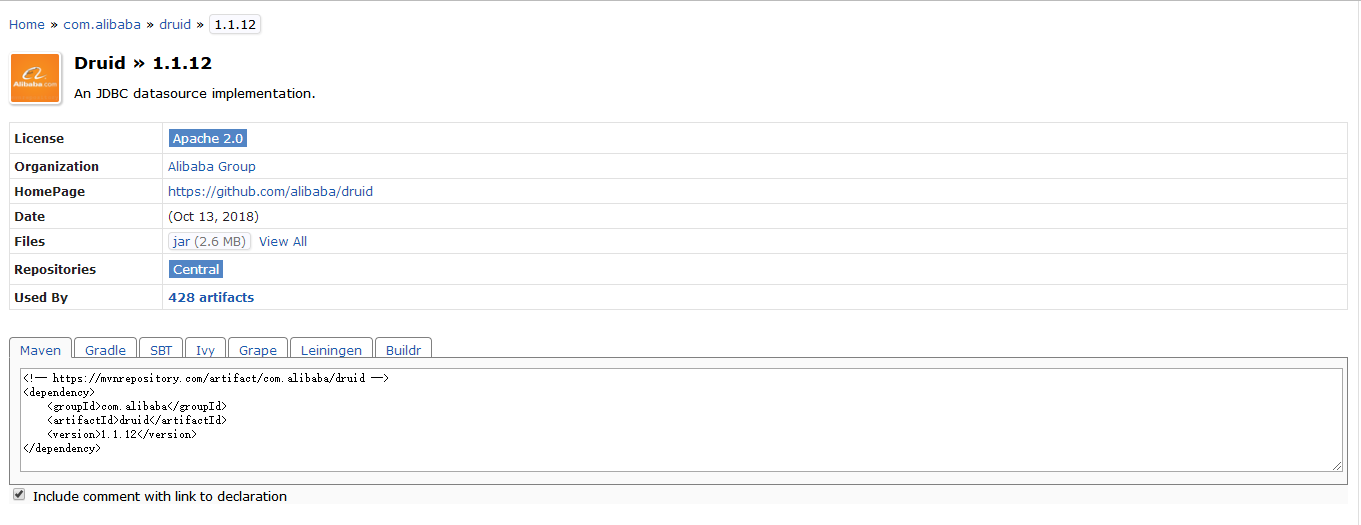 Home » com.alibaba » druid » 1.1.12
Druid » 1.1.12
Alibaba.com
An JDBC datasource implementation.
License Apache 2.0
Organization Alibaba Group
HomePage https://github.com/alibaba/druid
Date (Oct 13, 2018)
Files jar (2.6 MB) View All
Repositories Central
Used By 428 artifacts
Maven Gradle SBT Ivy Grape Leiningen Buildr
<!-- https://mvnrepository.com/artifact/com.alibaba/druid -->
<dependency>
    <groupId>com.alibaba</groupId>
    <artifactId>druid</artifactId>
    <version>1.1.12</version>
</dependency>
Include comment with link to declaration